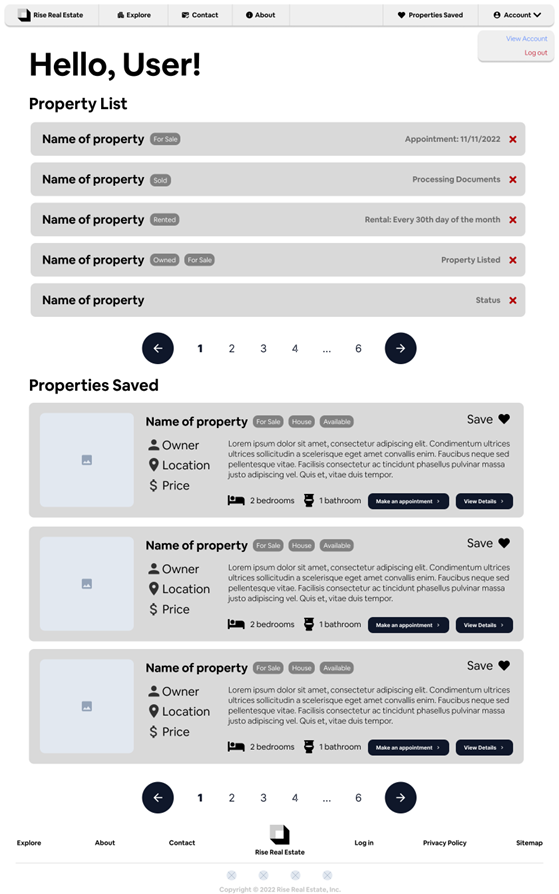 Rise Real Estate
Explore
Contact
About
Properties Saved
Account
View Account
Log out
Hello, User!
Property List
Name of property For Sale Appointment: 11/11/2022
Name of property Sold Processing Documents
Name of property Rented Rental: Every 30th day of the month
Name of property Owned For Sale Property Listed
Name of property Status
1 2 3 4 ... 6
Properties Saved
Name of property For Sale House Available Save
Owner
Location
$ Price
Lorem ipsum dolor sit amet, consectetur adipiscing elit. Condimentum ultrices
ultrices sollicitudin a scelerisque eget amet convallis enim. Faucibus neque sed
pellentesque vitae. Facilisis consectetur ac tincidunt phasellus pulvinar massa
justo adipiscing vel. Quis et, vitae duis tempor.
2 bedrooms 1 bathroom Make an appointment › View Details ›
Name of property For Sale House Available Save
Owner
Location
$ Price
Lorem ipsum dolor sit amet, consectetur adipiscing elit. Condimentum ultrices
ultrices sollicitudin a scelerisque eget amet convallis enim. Faucibus neque sed
pellentesque vitae. Facilisis consectetur ac tincidunt phasellus pulvinar massa
justo adipiscing vel. Quis et, vitae duis tempor.
2 bedrooms 1 bathroom Make an appointment › View Details ›
Name of property For Sale House Available Save
Owner
Location
$ Price
Lorem ipsum dolor sit amet, consectetur adipiscing elit. Condimentum ultrices
ultrices sollicitudin a scelerisque eget amet convallis enim. Faucibus neque sed
pellentesque vitae. Facilisis consectetur ac tincidunt phasellus pulvinar massa
justo adipiscing vel. Quis et, vitae duis tempor.
2 bedrooms 1 bathroom Make an appointment › View Details ›
1 2 3 4 ... 6
Explore
About
Contact
Rise Real Estate
Log in
Privacy Policy
Sitemap
Copyright © 2022 Rise Real Estate, Inc.